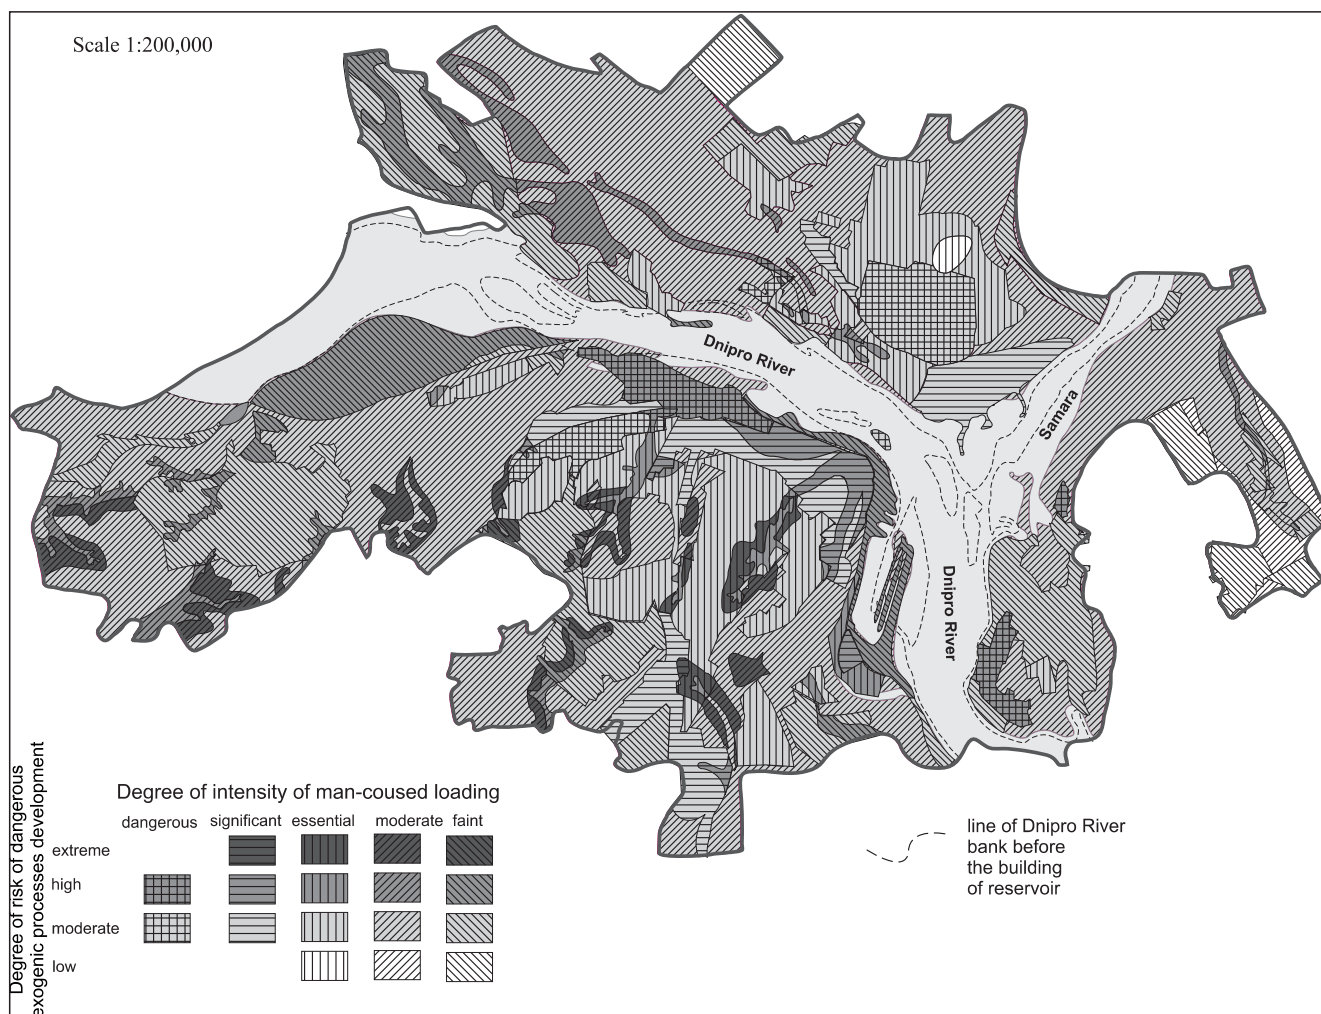 Scale 1:200,000
Dnipro River
Samara
Dnipro River
Degree of risk of dangerous
exogenic processes development
Degree of intensity of man-coused loading
dangerous significant essential moderate faint
extreme
high
moderate
low
line of Dnipro River
bank before
the building
of reservoir